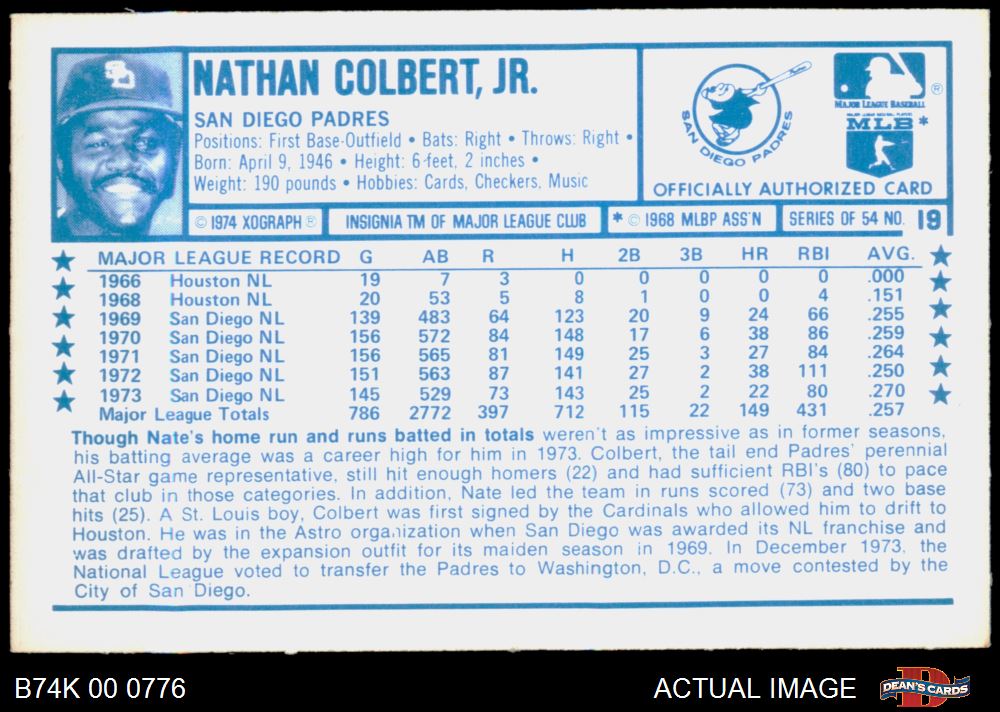 SD
NATHAN COLBERT, JR.
SAN DIEGO PADRES
Positions: First Base-Outfield • Bats: Right • Throws: Right •
Born: April 9, 1946 • Height: 6-feet, 2 inches •
Weight: 190 pounds • Hobbies: Cards, Checkers, Music
SAN DIEGO PADRES
MAJOR LEAGUE BASEBALL ®
MAJOR LEAGUE BASEBALL PLAYERS
MLB *
OFFICIALLY AUTHORIZED CARD
© 1974 XOGRAPH ® INSIGNIA TM OF MAJOR LEAGUE CLUB * © 1968 MLBP ASS'N SERIES OF 54 NO. 19
MAJOR LEAGUE RECORD G AB R H 2B 3B HR RBI AVG.
1966 Houston NL 19 7 3 0 0 0 0 0 .000
1968 Houston NL 20 53 5 8 1 0 0 4 .151
1969 San Diego NL 139 483 64 123 20 9 24 66 .255
1970 San Diego NL 156 572 84 148 17 6 38 86 .259
1971 San Diego NL 156 565 81 149 25 3 27 84 .264
1972 San Diego NL 151 563 87 141 27 2 38 111 .250
1973 San Diego NL 145 529 73 143 25 2 22 80 .270
Major League Totals 786 2772 397 712 115 22 149 431 .257
Though Nate's home run and runs batted in totals weren't as impressive as in former seasons,
his batting average was a career high for him in 1973. Colbert, the tail end Padres' perennial
All-Star game representative, still hit enough homers (22) and had sufficient RBI's (80) to pace
that club in those categories. In addition, Nate led the team in runs scored (73) and two base
hits (25). A St. Louis boy, Colbert was first signed by the Cardinals who allowed him to drift to
Houston. He was in the Astro organization when San Diego was awarded its NL franchise and
was drafted by the expansion outfit for its maiden season in 1969. In December 1973, the
National League voted to transfer the Padres to Washington, D.C., a move contested by the
City of San Diego.
B74K 00 0776 ACTUAL IMAGE DEAN'S CARDS